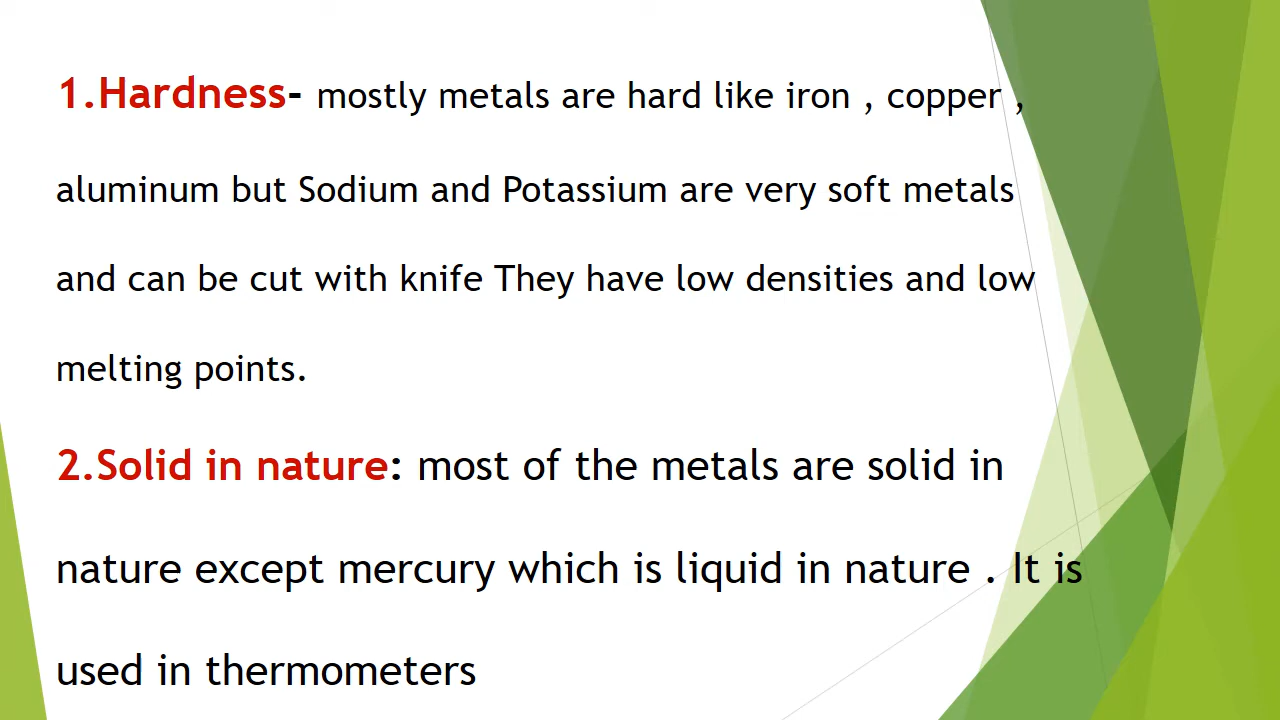 1.Hardness- mostly metals are hard like iron , copper ,
aluminum but Sodium and Potassium are very soft metals
and can be cut with knife They have low densities and low
melting points.
2.Solid in nature: most of the metals are solid in
nature except mercury which is liquid in nature . It is
used in thermometers